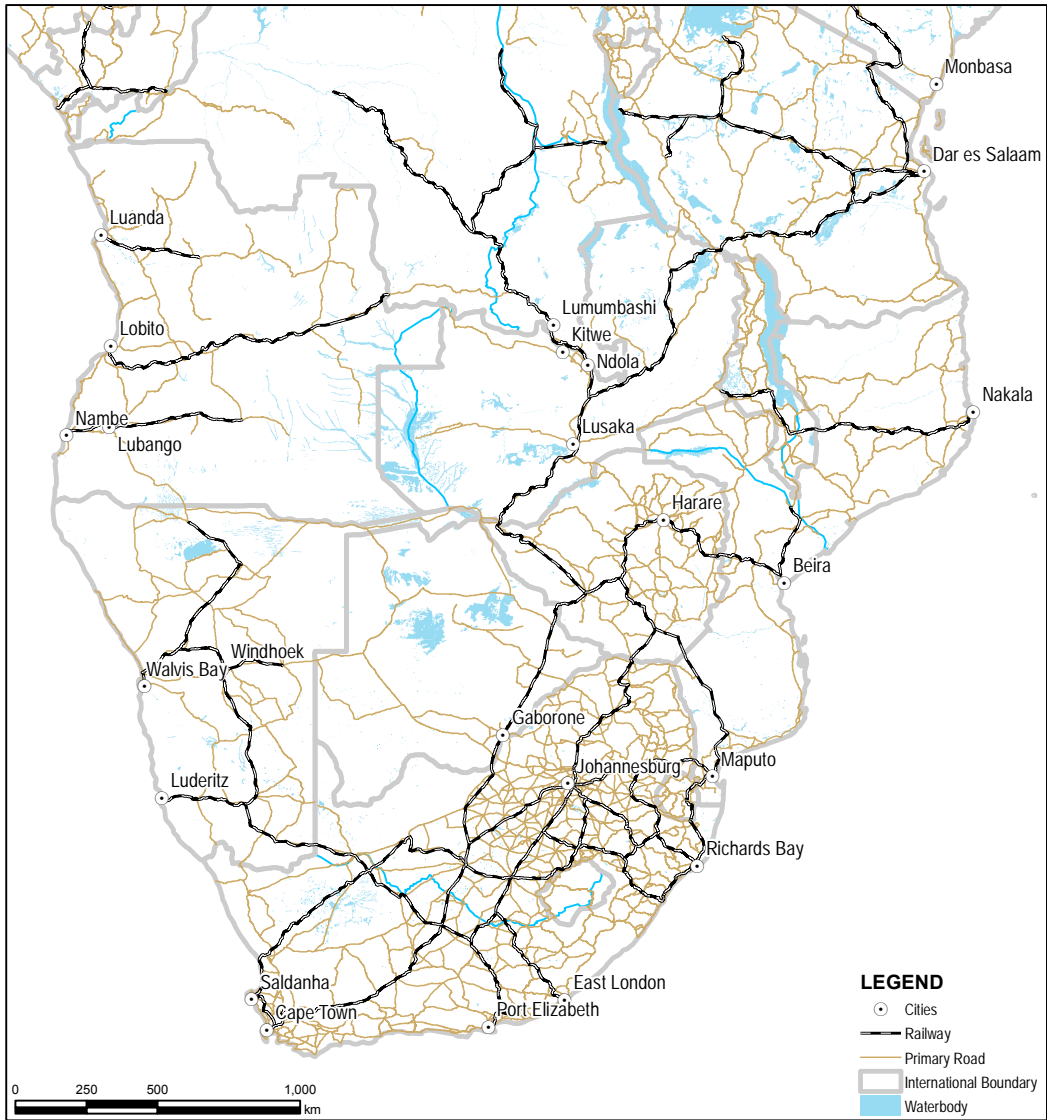 Monbasa
Dar es Salaam
Luanda
Lobito
Lumumbashi
Kitwe
Ndola
Nambe
Lubango
Nakala
Lusaka
Harare
Beira
Windhoek
Walvis Bay
Gaborone
Johannesburg
Maputo
Luderitz
Richards Bay
Saldanha
Cape Town
East London
Port Elizabeth
LEGEND
Cities
Railway
Primary Road
International Boundary
Waterbody
0 250 500 1,000
km